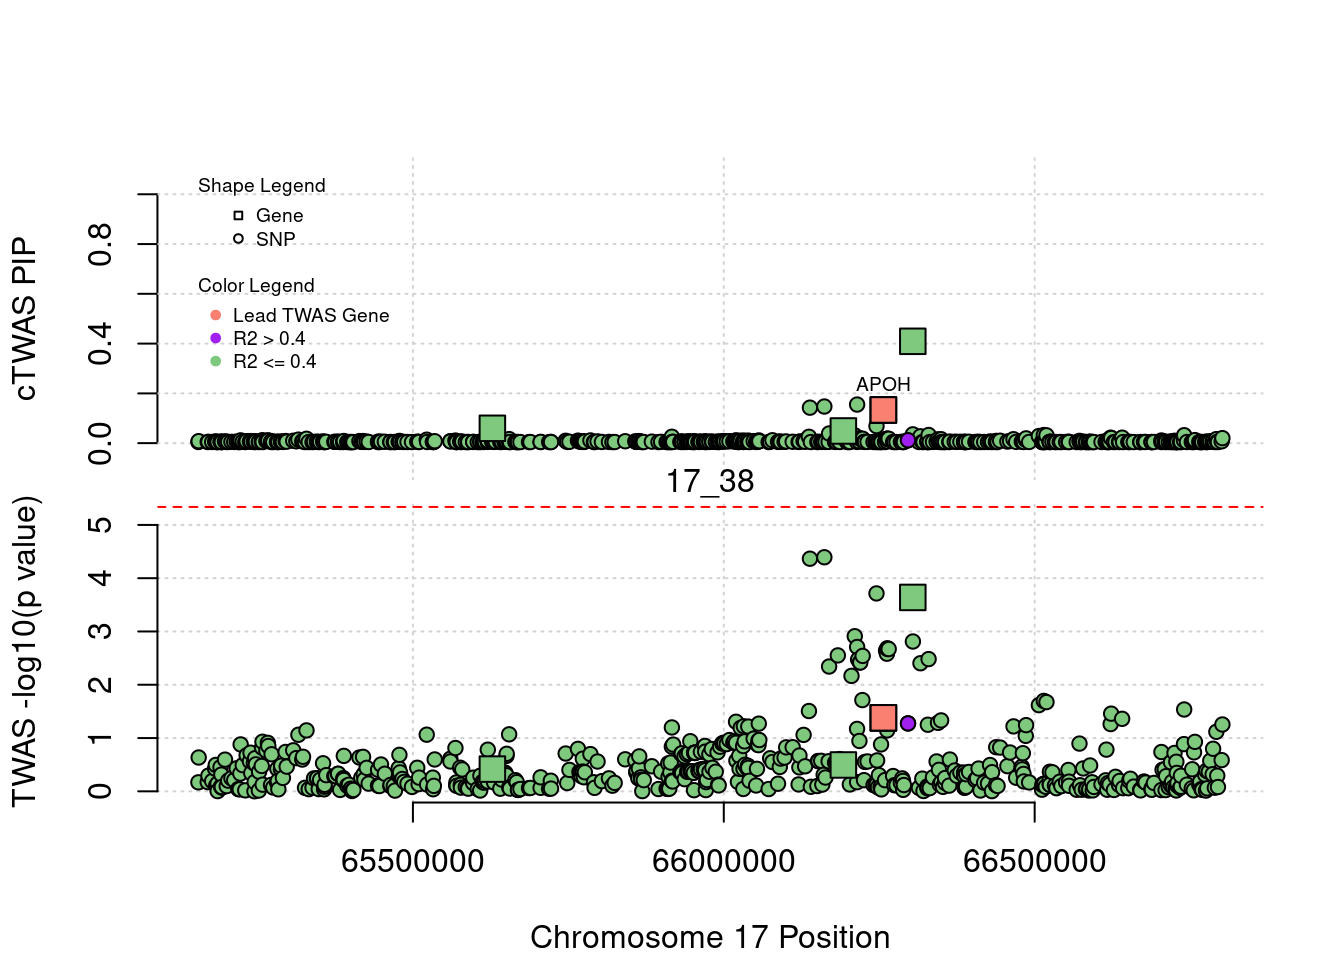 Shape Legend
Gene
SNP
Color Legend
Lead TWAS Gene
R2 > 0.4
R2 <= 0.4
cTWAS PIP
0.8
0.4
0.0
APOH
17_38
TWAS -log10(p value)
5
4
3
2
1
0
65500000 66000000 66500000
Chromosome 17 Position